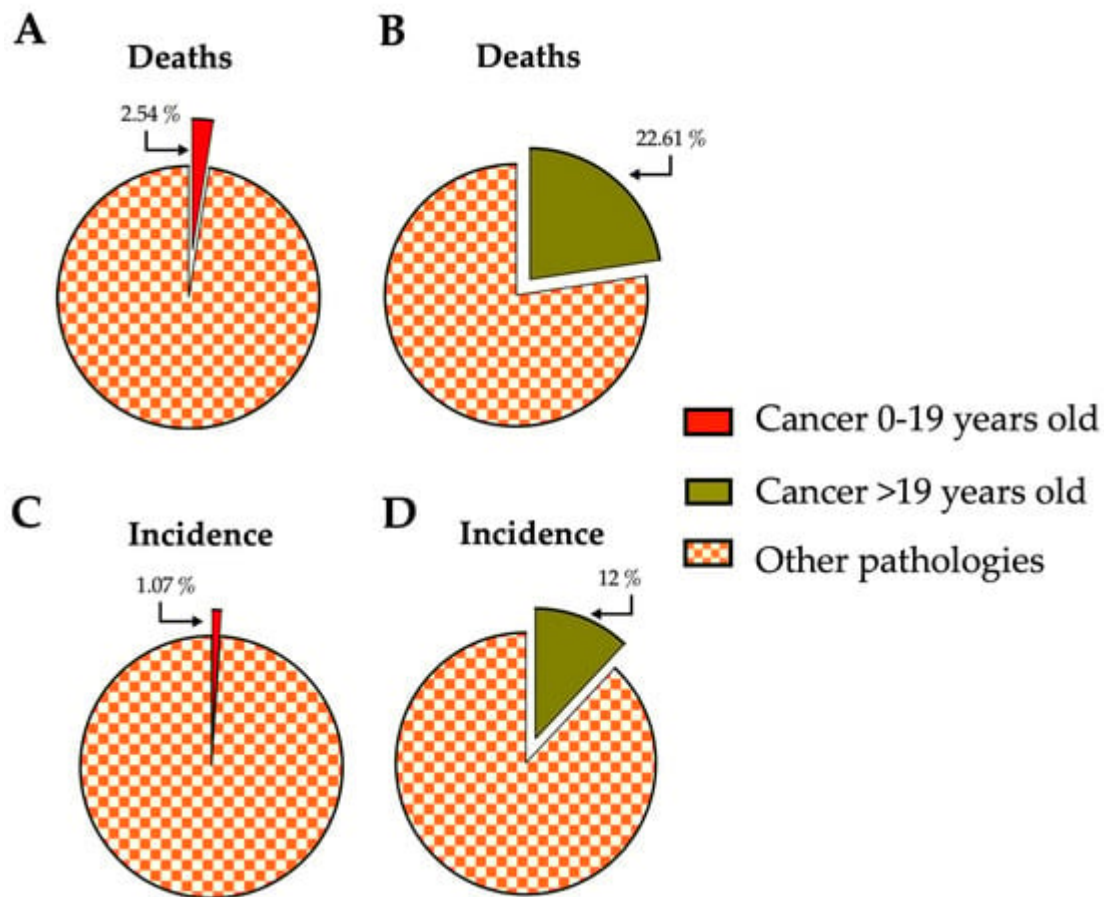 A
Deaths
2.54 %
B
Deaths
22.61 %
Cancer 0-19 years old
Cancer >19 years old
Other pathologies
C
Incidence
1.07 %
D
Incidence
12 %